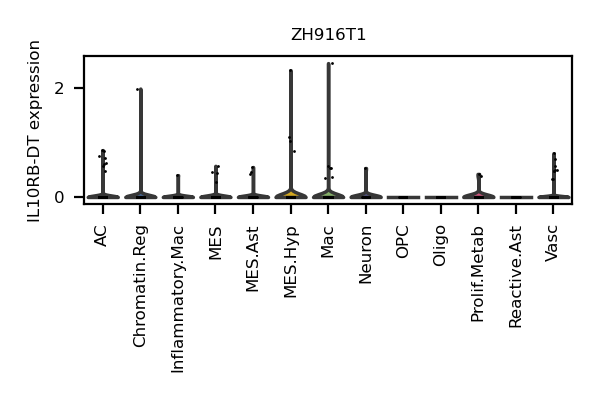 ZH916T1
IL10RB-DT expression
2
0
AC
Chromatin.Reg
Inflammatory.Mac
MES
MES.Ast
MES.Hyp
Mac
Neuron
OPC
Oligo
Prolif.Metab
Reactive.Ast
Vasc